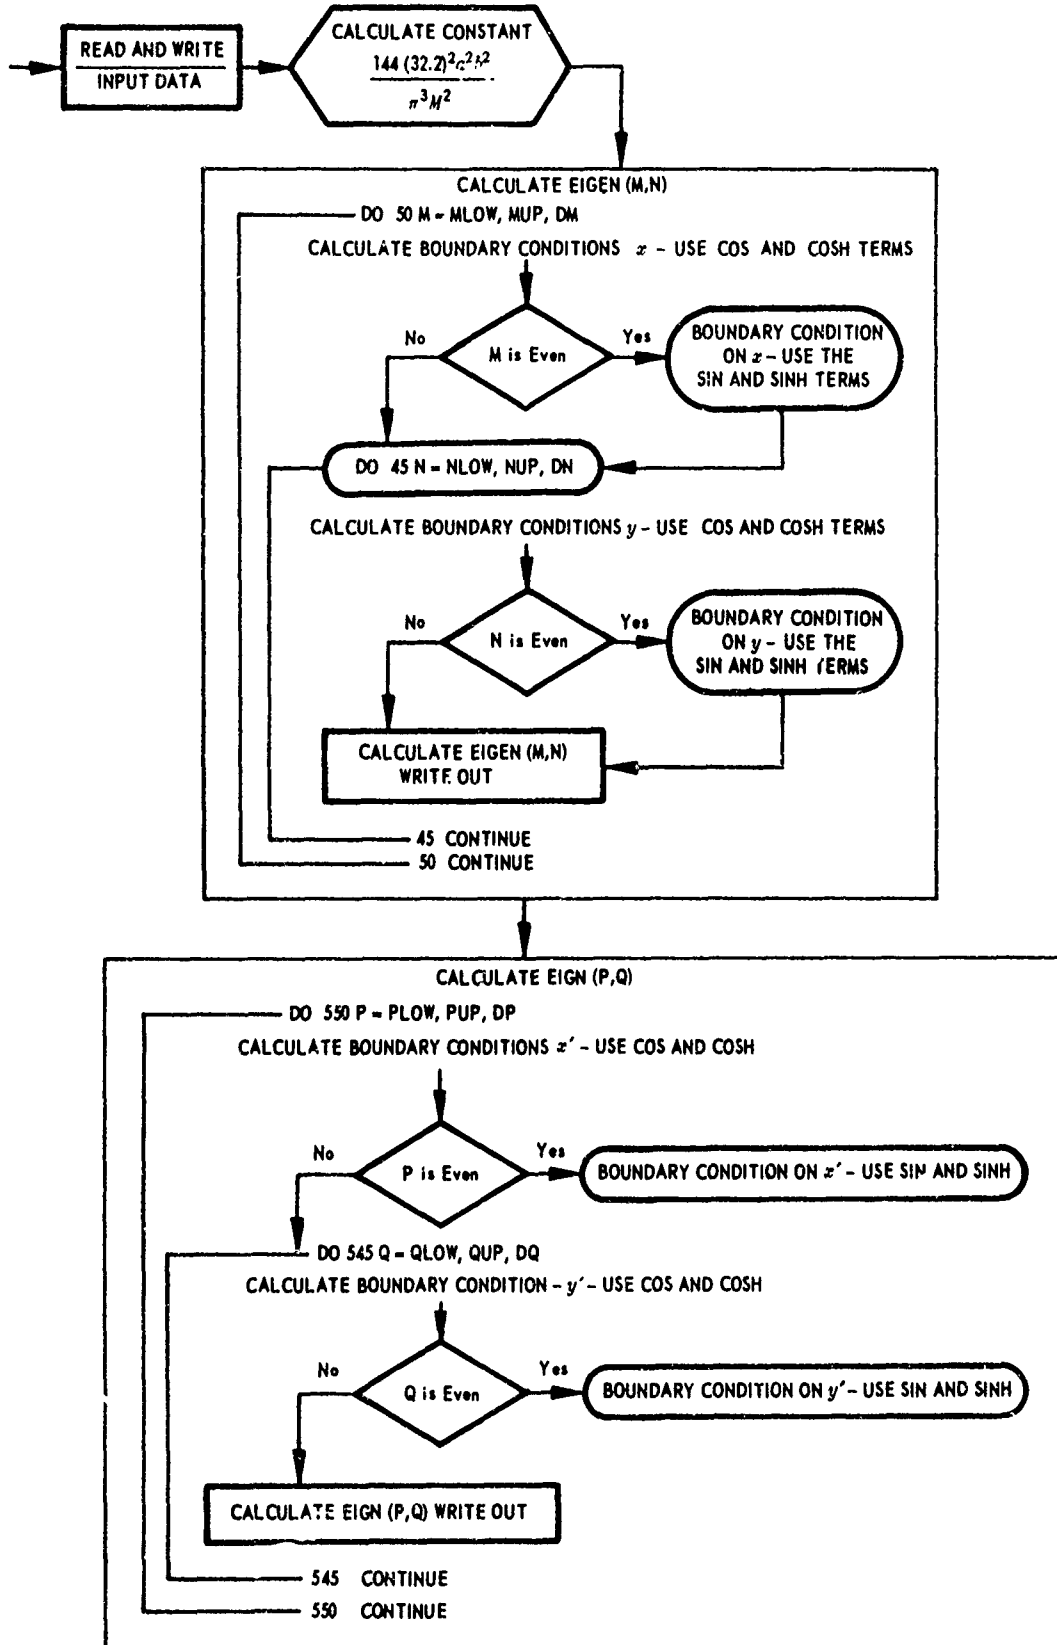 READ AND WRITE
INPUT DATA
CALCULATE CONSTANT
144 (32.2)²a²b²
π³M²
CALCULATE EIGEN (M,N)
DO 50 M = MLOW, MUP, DM
CALCULATE BOUNDARY CONDITIONS x - USE COS AND COSH TERMS
No
M is Even
Yes
BOUNDARY CONDITION
ON x - USE THE
SIN AND SINH TERMS
DO 45 N = NLOW, NUP, DN
CALCULATE BOUNDARY CONDITIONS y - USE COS AND COSH TERMS
No
N is Even
Yes
BOUNDARY CONDITION
ON y - USE THE
SIN AND SINH TERMS
CALCULATE EIGEN (M,N)
WRITE OUT
45 CONTINUE
50 CONTINUE
CALCULATE EIGN (P,Q)
DO 550 P = PLOW, PUP, DP
CALCULATE BOUNDARY CONDITIONS x' - USE COS AND COSH
No
P is Even
Yes
BOUNDARY CONDITION ON x' - USE SIN AND SINH
DO 545 Q = QLOW, QUP, DQ
CALCULATE BOUNDARY CONDITION - y' - USE COS AND COSH
No
Q is Even
Yes
BOUNDARY CONDITION ON y' - USE SIN AND SINH
CALCULATE EIGN (P,Q) WRITE OUT
545 CONTINUE
550 CONTINUE